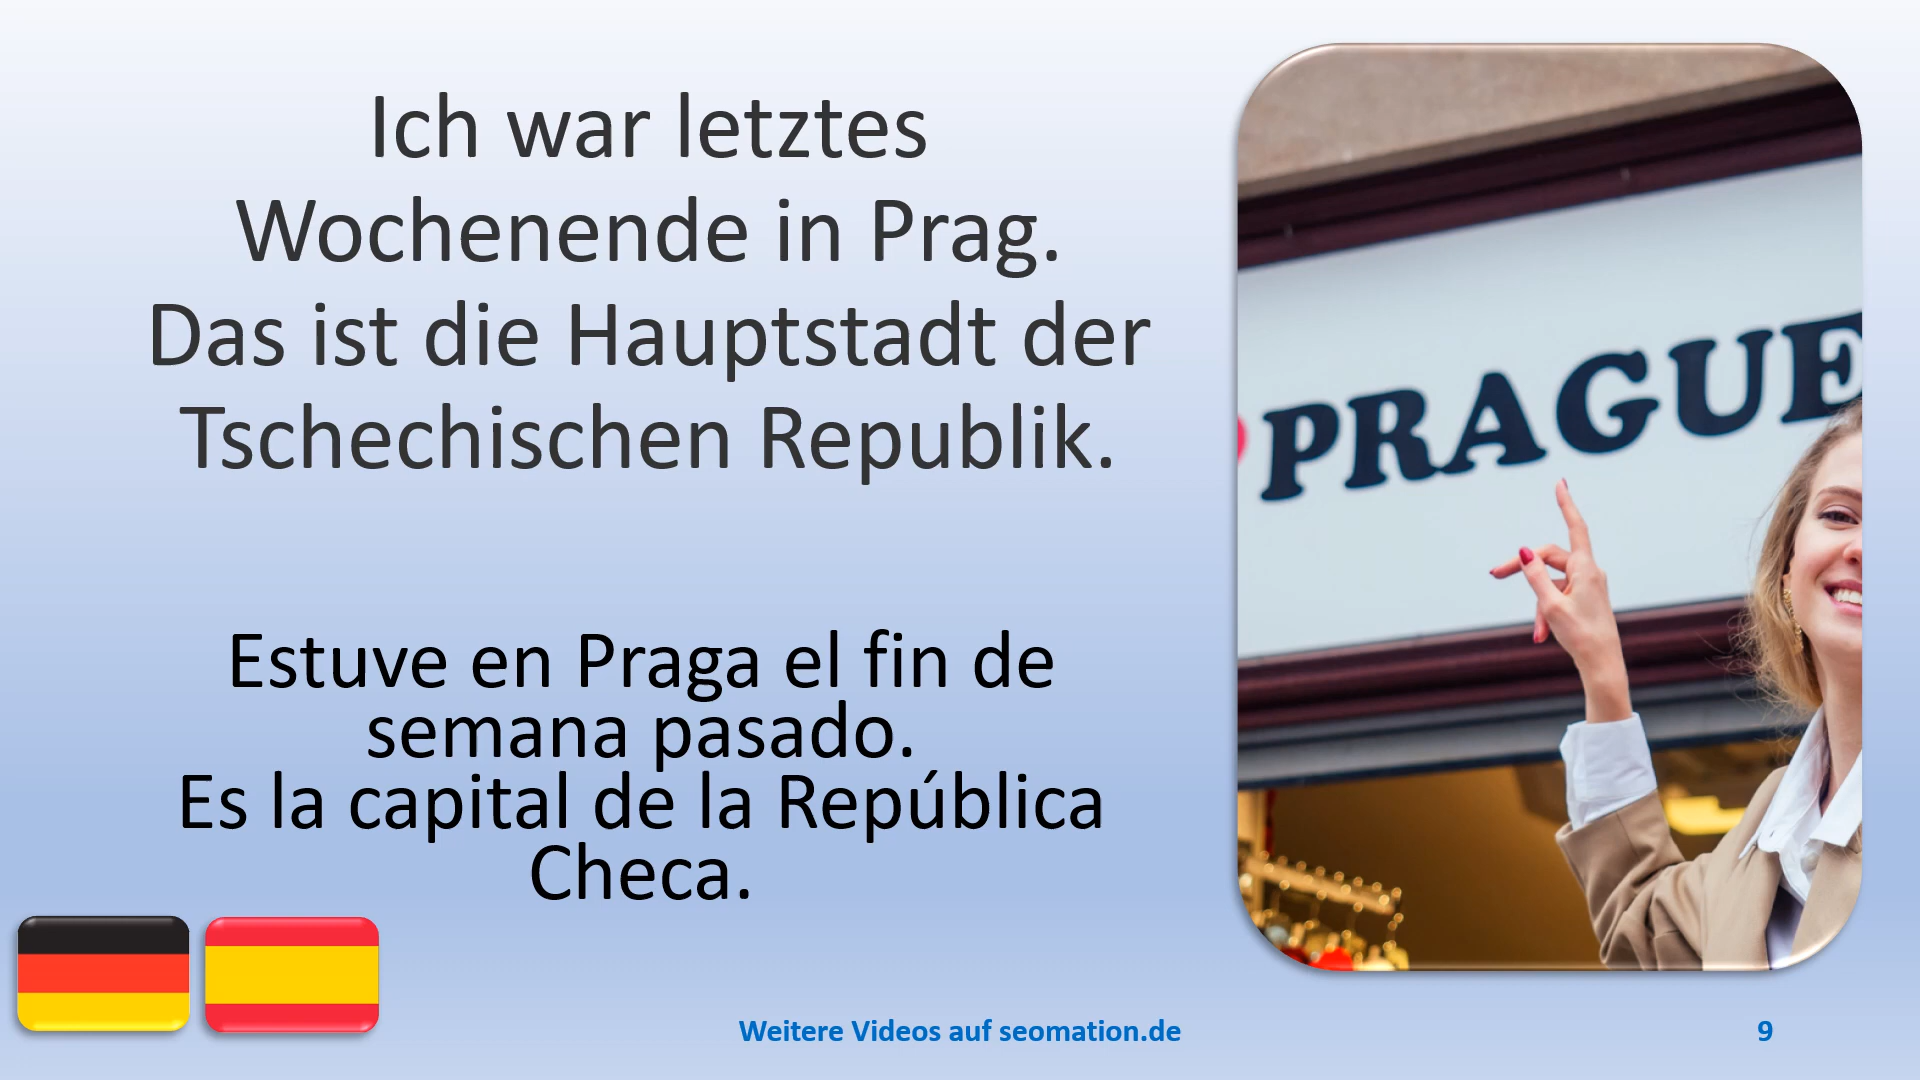 Ich war letztes
Wochenende in Prag.
Das ist die Hauptstadt der
Tschechischen Republik.
Estuve en Praga el fin de
semana pasado.
Es la capital de la República
Checa.
PRAGUE
Weitere Videos auf seomation.de
9